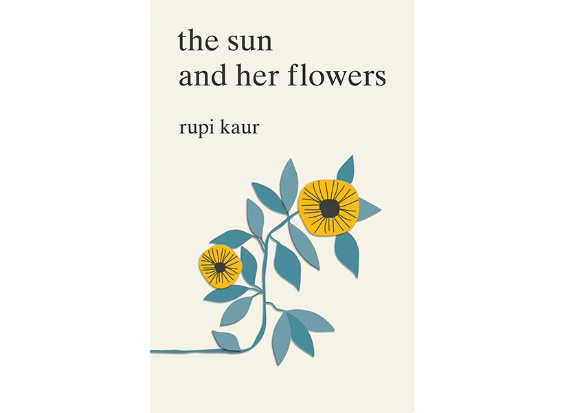 the sun
and her flowers
rupi kaur